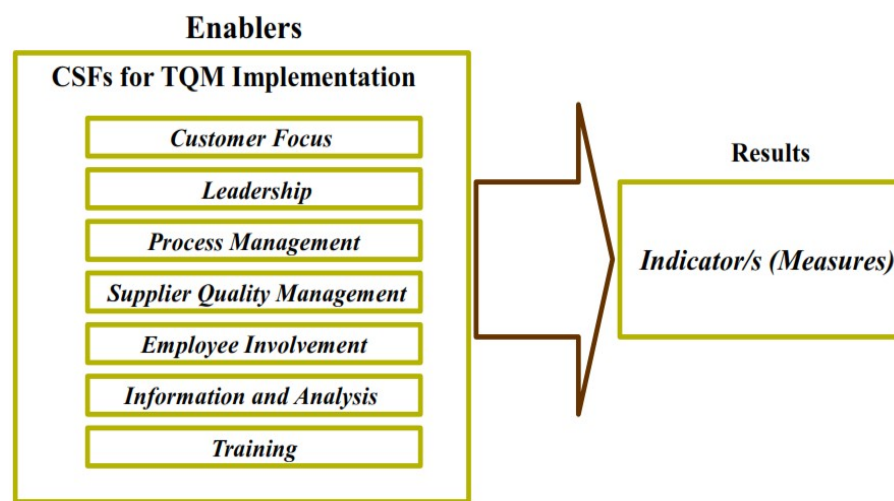 Enablers
CSFs for TQM Implementation
Customer Focus
Leadership
Process Management
Supplier Quality Management
Employee Involvement
Information and Analysis
Training
Results
Indicator/s (Measures)